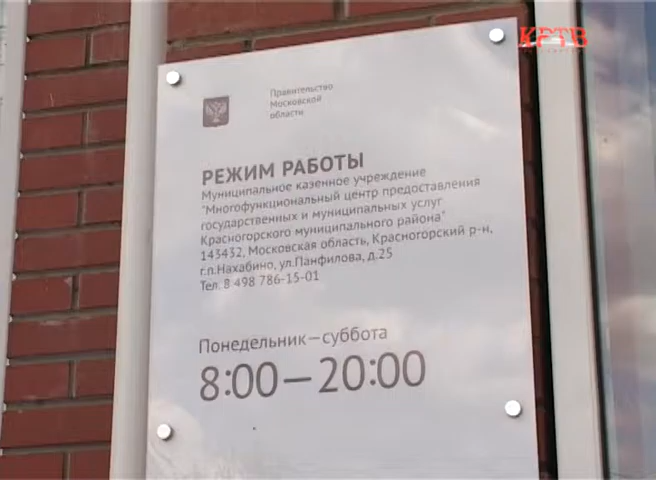 КРТВ
Правительство
Московской
области
РЕЖИМ РАБОТЫ
Муниципальное казенное учреждение
"Многофункциональный центр предоставления
государственных и муниципальных услуг
Красногорского муниципального района"
143432, Московская область, Красногорский р-н,
г.п.Нахабино, ул.Панфилова, д.25
Тел. 8 498 786-15-01
Понедельник—суббота
8:00—20:00